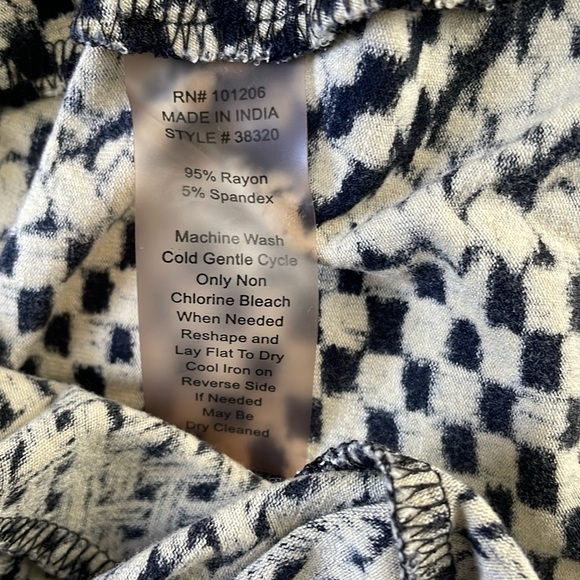 RN# 101206
MADE IN INDIA
STYLE # 38320
95% Rayon
5% Spandex
Machine Wash
Cold Gentle Cycle
Only Non
Chlorine Bleach
When Needed
Reshape and
Lay Flat To Dry
Cool Iron on
Reverse Side
If Needed
May Be
Dry Cleaned